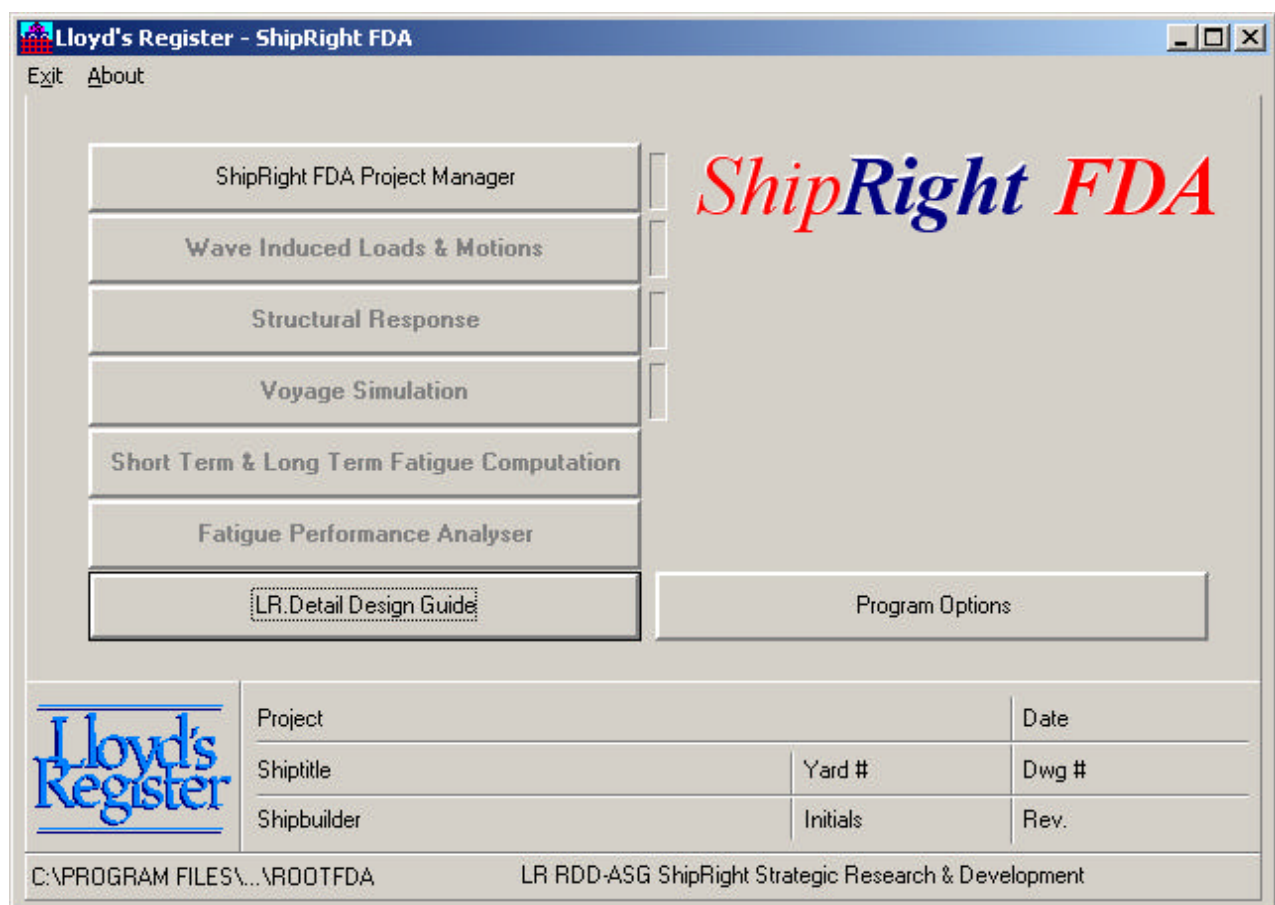 Lloyd's Register - ShipRight FDA
Exit About
ShipRight FDA Project Manager
ShipRight FDA
Wave Induced Loads & Motions
Structural Response
Voyage Simulation
Short Term & Long Term Fatigue Computation
Fatigue Performance Analyser
LR.Detail Design Guide
Program Options
Lloyd's
Register
Project Date
Shiptitle Yard # Dwg #
Shipbuilder Initials Rev.
C:\PROGRAM FILES\...\ROOTFDA LR RDD-ASG ShipRight Strategic Research & Development